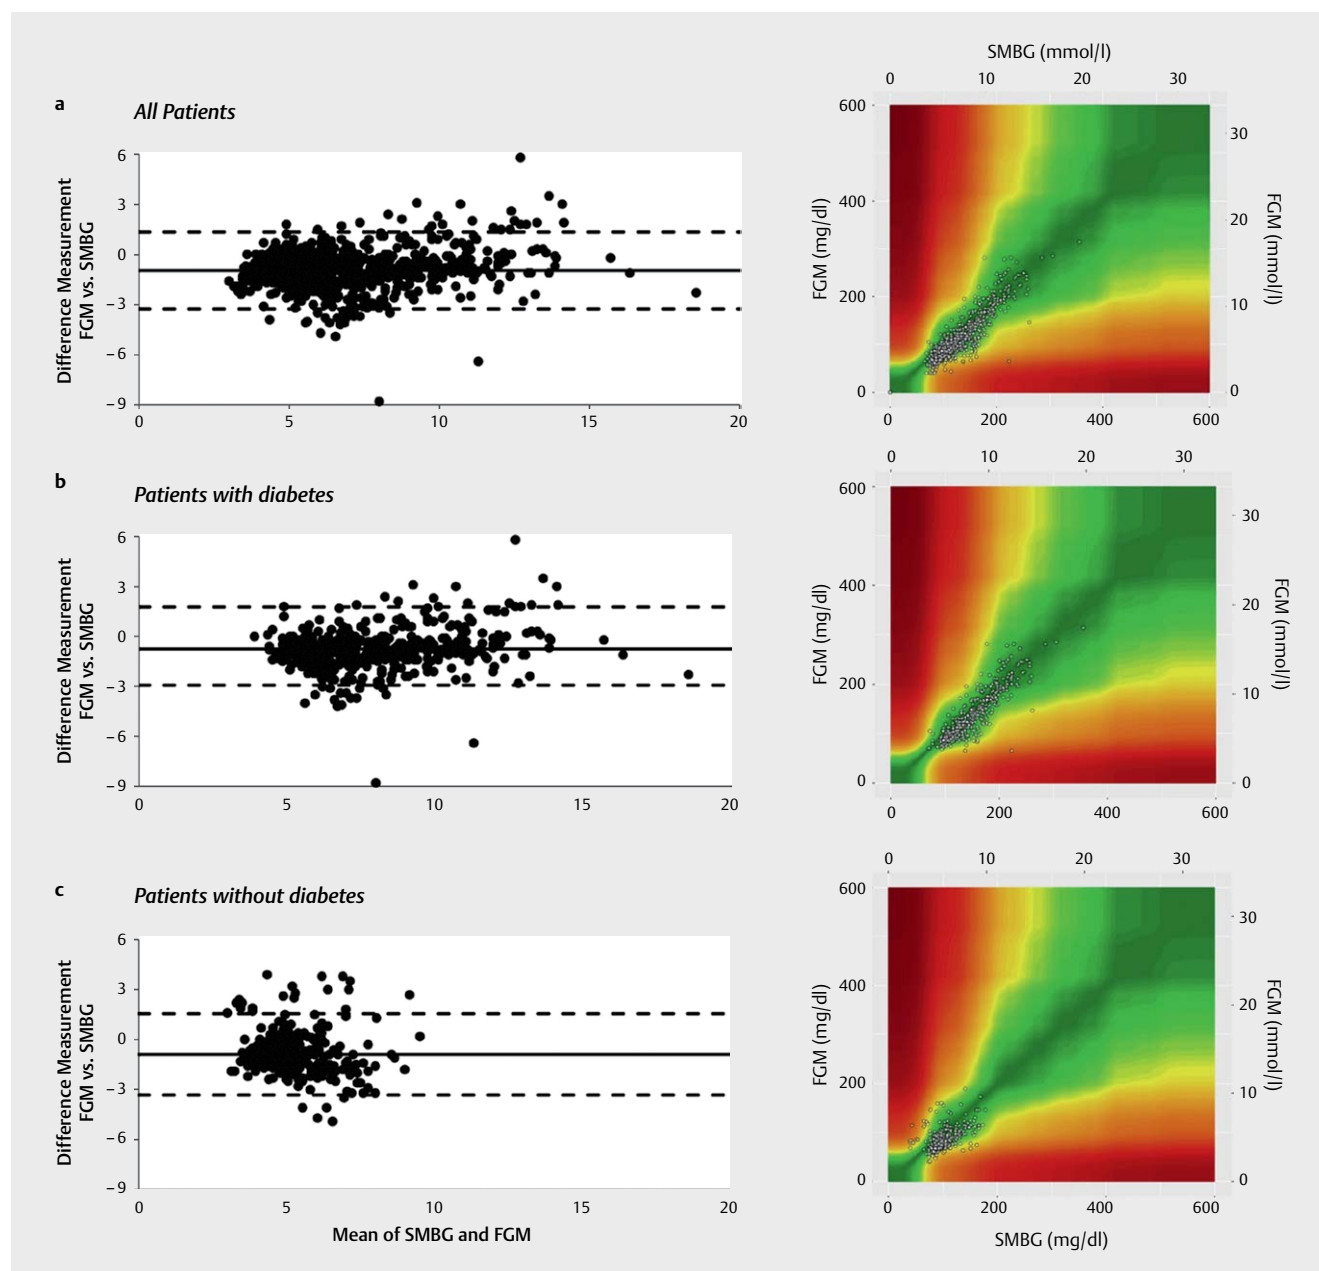 SMBG (mmol/l)
0 10 20 30
a
All Patients
Difference Measurement
FGM vs. SMBG
6
3
0
−3
−6
−9
0 5 10 15 20
FGM (mg/dl)
600
400
200
0
0 200 400 600
30
20
10
0
FGM (mmol/l)
b
Patients with diabetes
Difference Measurement
FGM vs. SMBG
6
3
0
−3
−6
−9
0 5 10 15 20
0 10 20 30
FGM (mg/dl)
600
400
200
0
0 200 400 600
30
20
10
0
FGM (mmol/l)
c
Patients without diabetes
Difference Measurement
FGM vs. SMBG
6
3
0
−3
−6
−9
0 5 10 15 20
Mean of SMBG and FGM
0 10 20 30
FGM (mg/dl)
600
400
200
0
0 200 400 600
SMBG (mg/dl)
30
20
10
0
FGM (mmol/l)